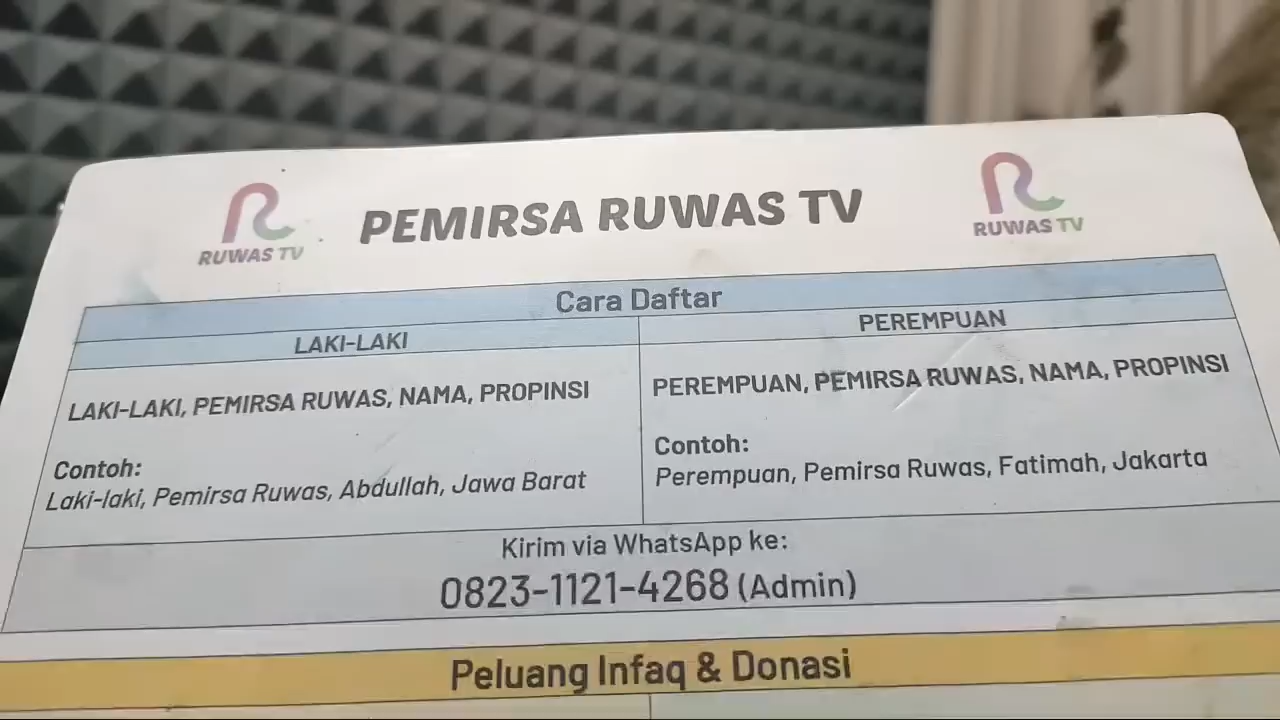 RUWAS TV
PEMIRSA RUWAS TV
RUWAS TV
Cara Daftar
LAKI-LAKI
PEREMPUAN
LAKI-LAKI, PEMIRSA RUWAS, NAMA, PROPINSI
Contoh:
Laki-laki, Pemirsa Ruwas, Abdullah, Jawa Barat
PEREMPUAN, PEMIRSA RUWAS, NAMA, PROPINSI
Contoh:
Perempuan, Pemirsa Ruwas, Fatimah, Jakarta
Kirim via WhatsApp ke:
0823-1121-4268 (Admin)
Peluang Infaq & Donasi